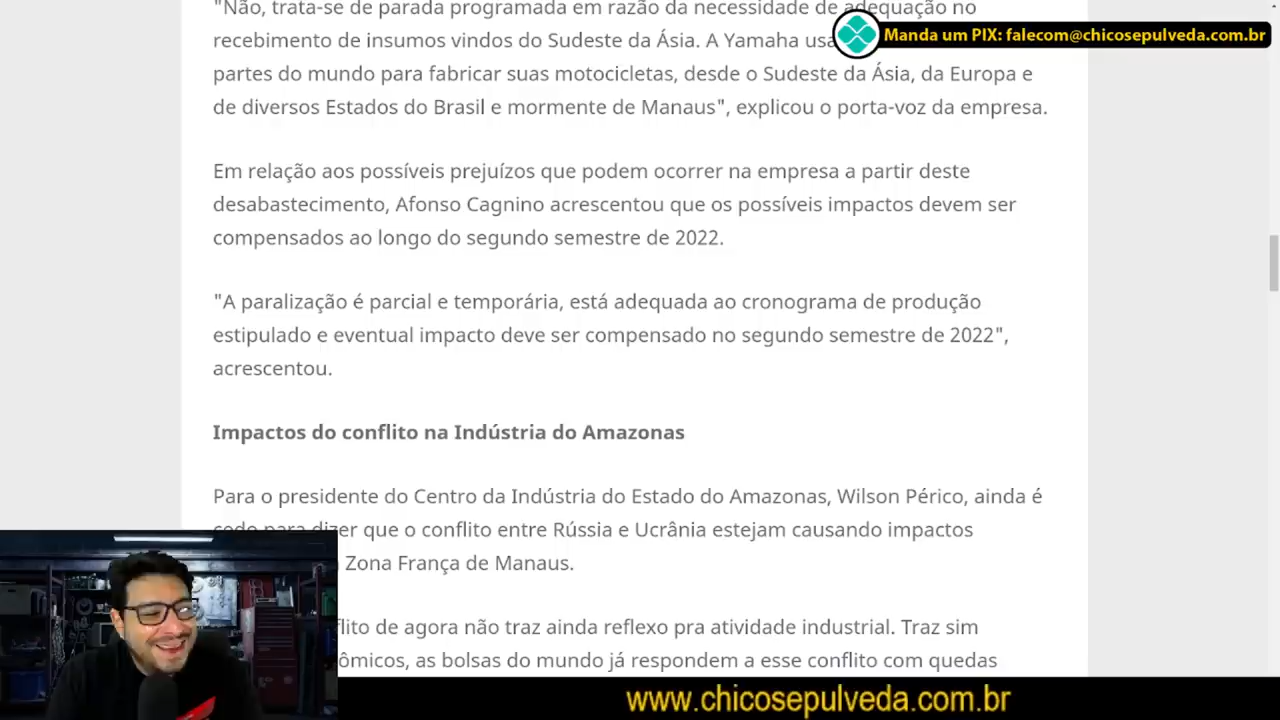 "Não, trata-se de parada programada em razão da necessidade de adequação no
Manda um PIX: falecom@chicosepulveda.com.br
recebimento de insumos vindos do Sudeste da Ásia. A Yamaha usa
partes do mundo para fabricar suas motocicletas, desde o Sudeste da Ásia, da Europa e
de diversos Estados do Brasil e mormente de Manaus", explicou o porta-voz da empresa.
Em relação aos possíveis prejuízos que podem ocorrer na empresa a partir deste
desabastecimento, Afonso Cagnino acrescentou que os possíveis impactos devem ser
compensados ao longo do segundo semestre de 2022.
"A paralização é parcial e temporária, está adequada ao cronograma de produção
estipulado e eventual impacto deve ser compensado no segundo semestre de 2022",
acrescentou.
Impactos do conflito na Indústria do Amazonas
Para o presidente do Centro da Indústria do Estado do Amazonas, Wilson Périco, ainda é
cedo para dizer que o conflito entre Rússia e Ucrânia estejam causando impactos
Zona França de Manaus.
flito de agora não traz ainda reflexo pra atividade industrial. Traz sim
ômicos, as bolsas do mundo já respondem a esse conflito com quedas
www.chicosepulveda.com.br